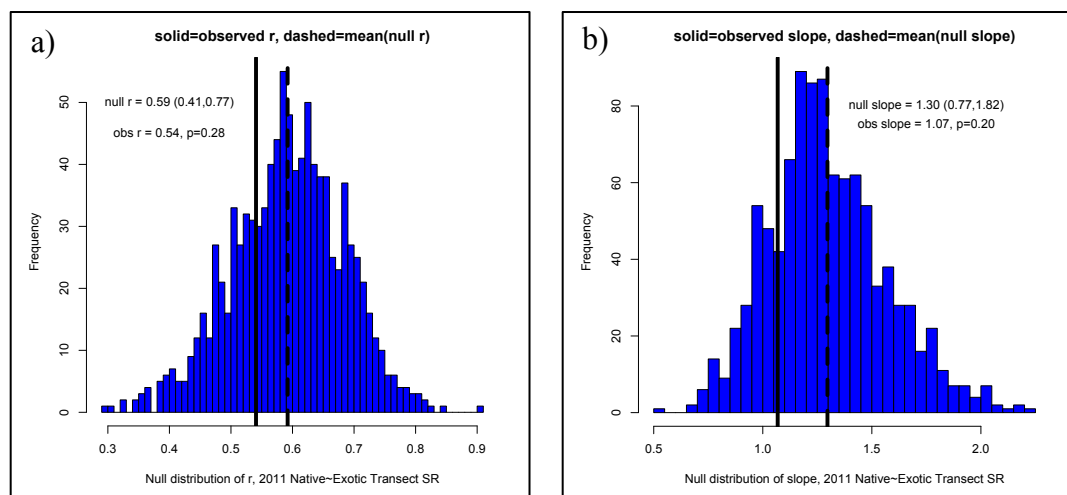 a)
solid=observed r, dashed=mean(null r)
null r = 0.59 (0.41,0.77)
obs r = 0.54, p=0.28
Frequency
50
40
30
20
10
0
0.3 0.4 0.5 0.6 0.7 0.8 0.9
Null distribution of r, 2011 Native~Exotic Transect SR
b)
solid=observed slope, dashed=mean(null slope)
null slope = 1.30 (0.77,1.82)
obs slope = 1.07, p=0.20
Frequency
80
60
40
20
0
0.5 1.0 1.5 2.0
Null distribution of slope, 2011 Native~Exotic Transect SR